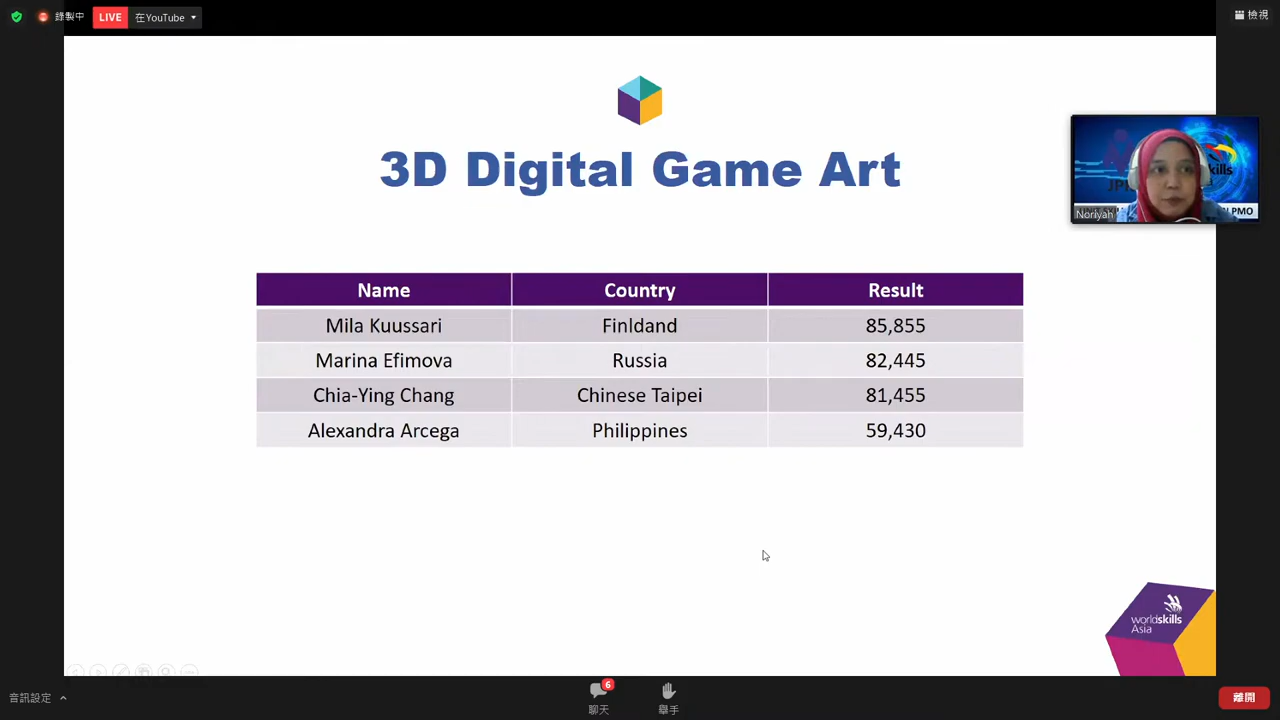 錄製中
LIVE 在YouTube
檢視
3D Digital Game Art
Noriyah
PMO
Name Country Result
Mila Kuussari Finldand 85,855
Marina Efimova Russia 82,445
Chia-Ying Chang Chinese Taipei 81,455
Alexandra Arcega Philippines 59,430
worldskills
Asia
音訊設定
6
聊天
舉手
離開